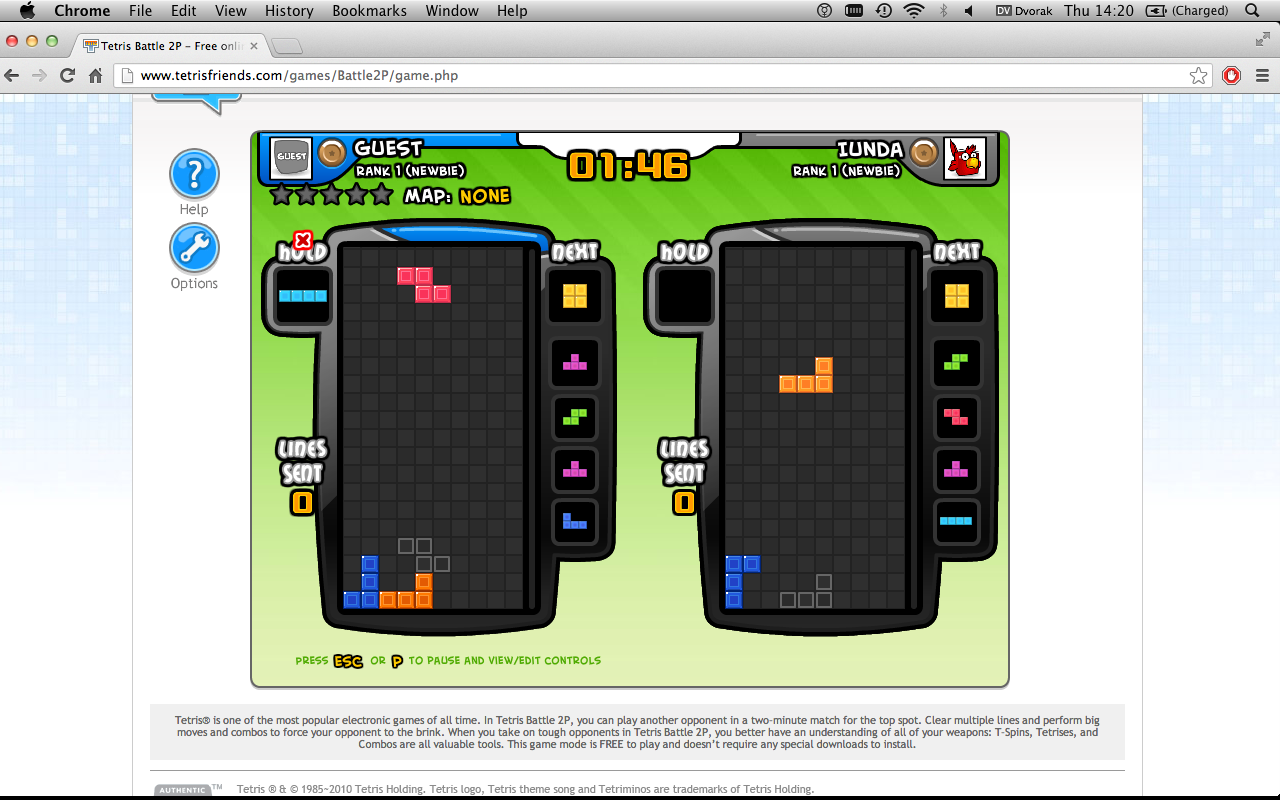 Chrome File Edit View History Bookmarks Window Help DV Dvorak Thu 14:20 (Charged)
Tetris Battle 2P – Free onli
www.tetrisfriends.com/games/Battle2P/game.php
Help
Options
GUEST
GUEST
RANK 1 (NEWBIE)
MAP: NONE
01:46
IUNDA
RANK 1 (NEWBIE)
HOLD
NEXT
HOLD
NEXT
LINES
SENT
0
LINES
SENT
0
PRESS ESC OR P TO PAUSE AND VIEW/EDIT CONTROLS
Tetris® is one of the most popular electronic games of all time. In Tetris Battle 2P, you can play another opponent in a two-minute match for the top spot. Clear multiple lines and perform big
moves and combos to force your opponent to the brink. When you take on tough opponents in Tetris Battle 2P, you better have an understanding of all of your weapons: T-Spins, Tetrises, and
Combos are all valuable tools. This game mode is FREE to play and doesn't require any special downloads to install.
AUTHENTIC TM Tetris ® & © 1985~2010 Tetris Holding. Tetris logo, Tetris theme song and Tetriminos are trademarks of Tetris Holding.